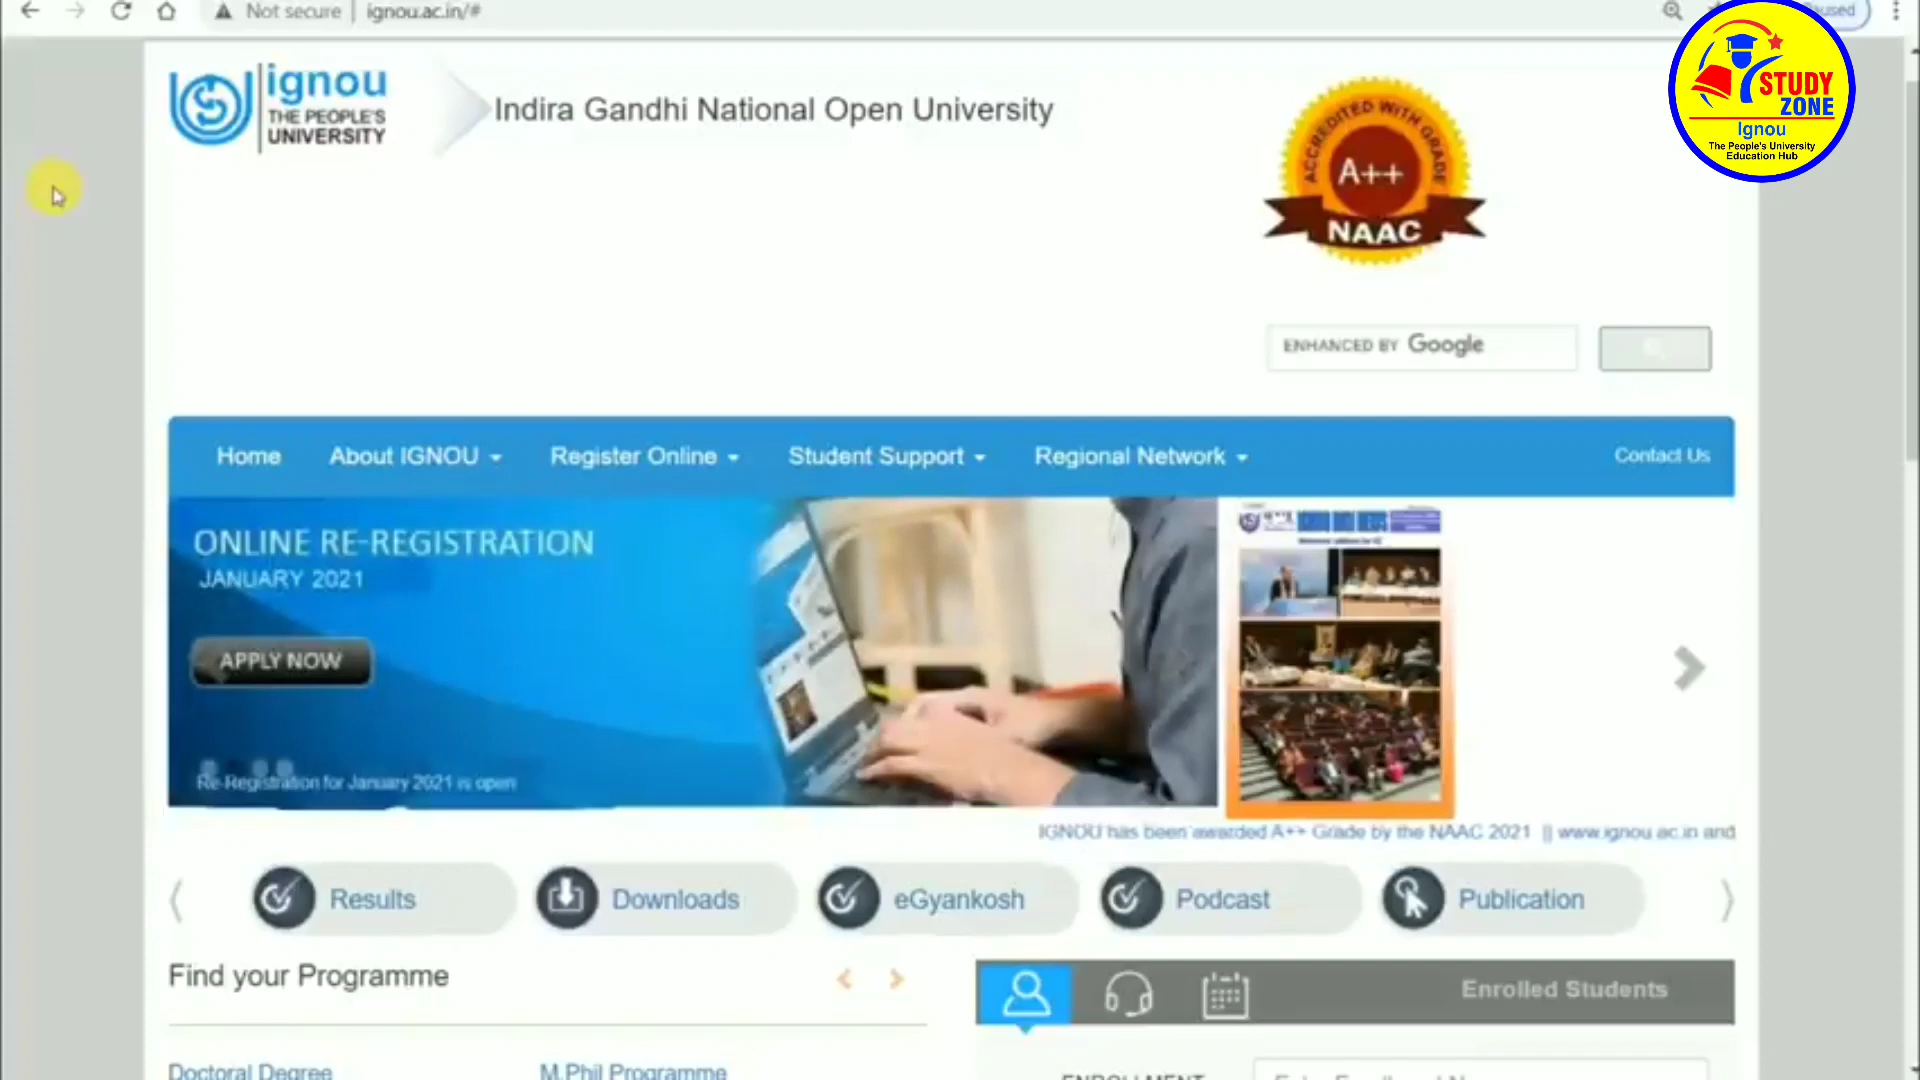 Not secure | ignou.ac.in/#
aused
STUDY
ZONE
Ignou
The People's University
Education Hub
ignou
THE PEOPLE'S
UNIVERSITY
Indira Gandhi National Open University
ACCREDITED WITH GRADE
A++
NAAC
ENHANCED BY Google
Home
About IGNOU
Register Online
Student Support
Regional Network
Contact Us
ONLINE RE-REGISTRATION
JANUARY 2021
APPLY NOW
Re-Registration for January 2021 is open
IGNOU has been awarded A++ Grade by the NAAC 2021 || www.ignou.ac.in and
Results
Downloads
eGyankosh
Podcast
Publication
Find your Programme
Enrolled Students
Doctoral Degree
M.Phil Programme
ENROLLMENT